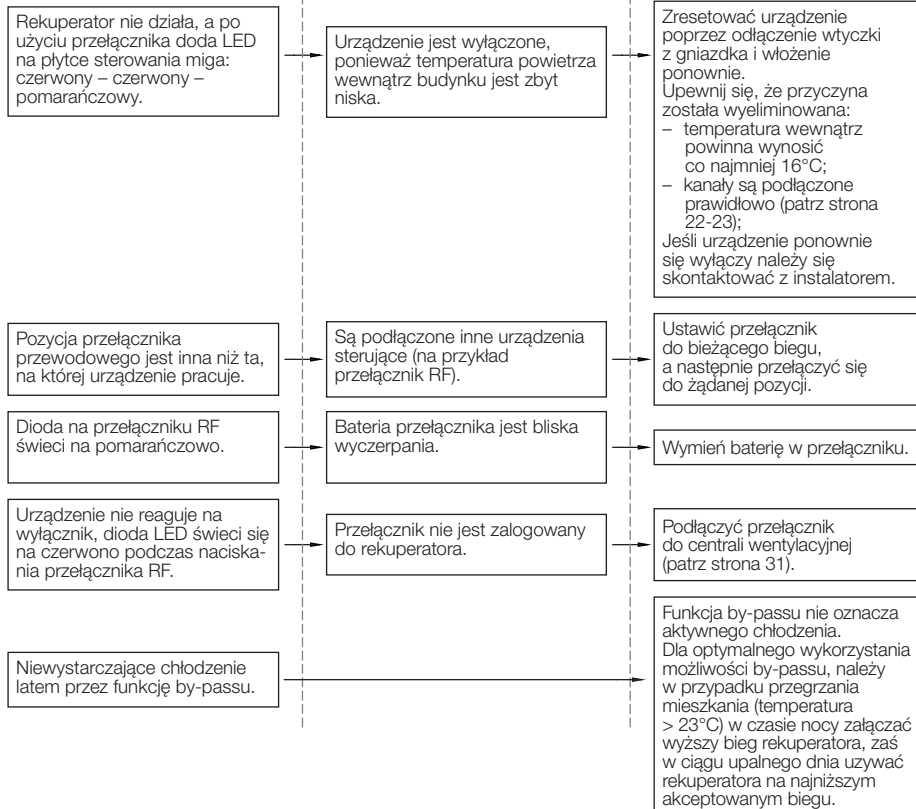 Rekuperator nie działa, a po
użyciu przełącznika doda LED
na płytce sterowania miga:
czerwony – czerwony –
pomarańczowy.
Urządzenie jest wyłączone,
ponieważ temperatura powietrza
wewnątrz budynku jest zbyt
niska.
Zresetować urządzenie
poprzez odłączenie wtyczki
z gniazdka i włożenie
ponownie.
Upewnij się, że przyczyna
została wyeliminowana:
– temperatura wewnątrz
powinna wynosić
co najmniej 16°C;
– kanały są podłączone
prawidłowo (patrz strona
22-23);
Jeśli urządzenie ponownie
się wyłączy należy się
skontaktować z instalatorem.
Pozycja przełącznika
przewodowego jest inna niż ta,
na której urządzenie pracuje.
Są podłączone inne urządzenia
sterujące (na przykład
przełącznik RF).
Ustawić przełącznik
do bieżącego biegu,
a następnie przełączyć się
do żądanej pozycji.
Dioda na przełączniku RF
świeci na pomarańczowo.
Bateria przełącznika jest bliska
wyczerpania.
Wymień baterię w przełączniku.
Urządzenie nie reaguje na
wyłącznik, dioda LED świeci się
na czerwono podczas naciska-
nia przełącznika RF.
Przełącznik nie jest zalogowany
do rekuperatora.
Podłączyć przełącznik
do centrali wentylacyjnej
(patrz strona 31).
Niewystarczające chłodzenie
latem przez funkcję by-passu.
Funkcja by-passu nie oznacza
aktywnego chłodzenia.
Dla optymalnego wykorzystania
możliwości by-passu, należy
w przypadku przegrzania
mieszkania (temperatura
> 23°C) w czasie nocy załączać
wyższy bieg rekuperatora, zaś
w ciągu upalnego dnia uzywać
rekuperatora na najniższym
akceptowanym biegu.